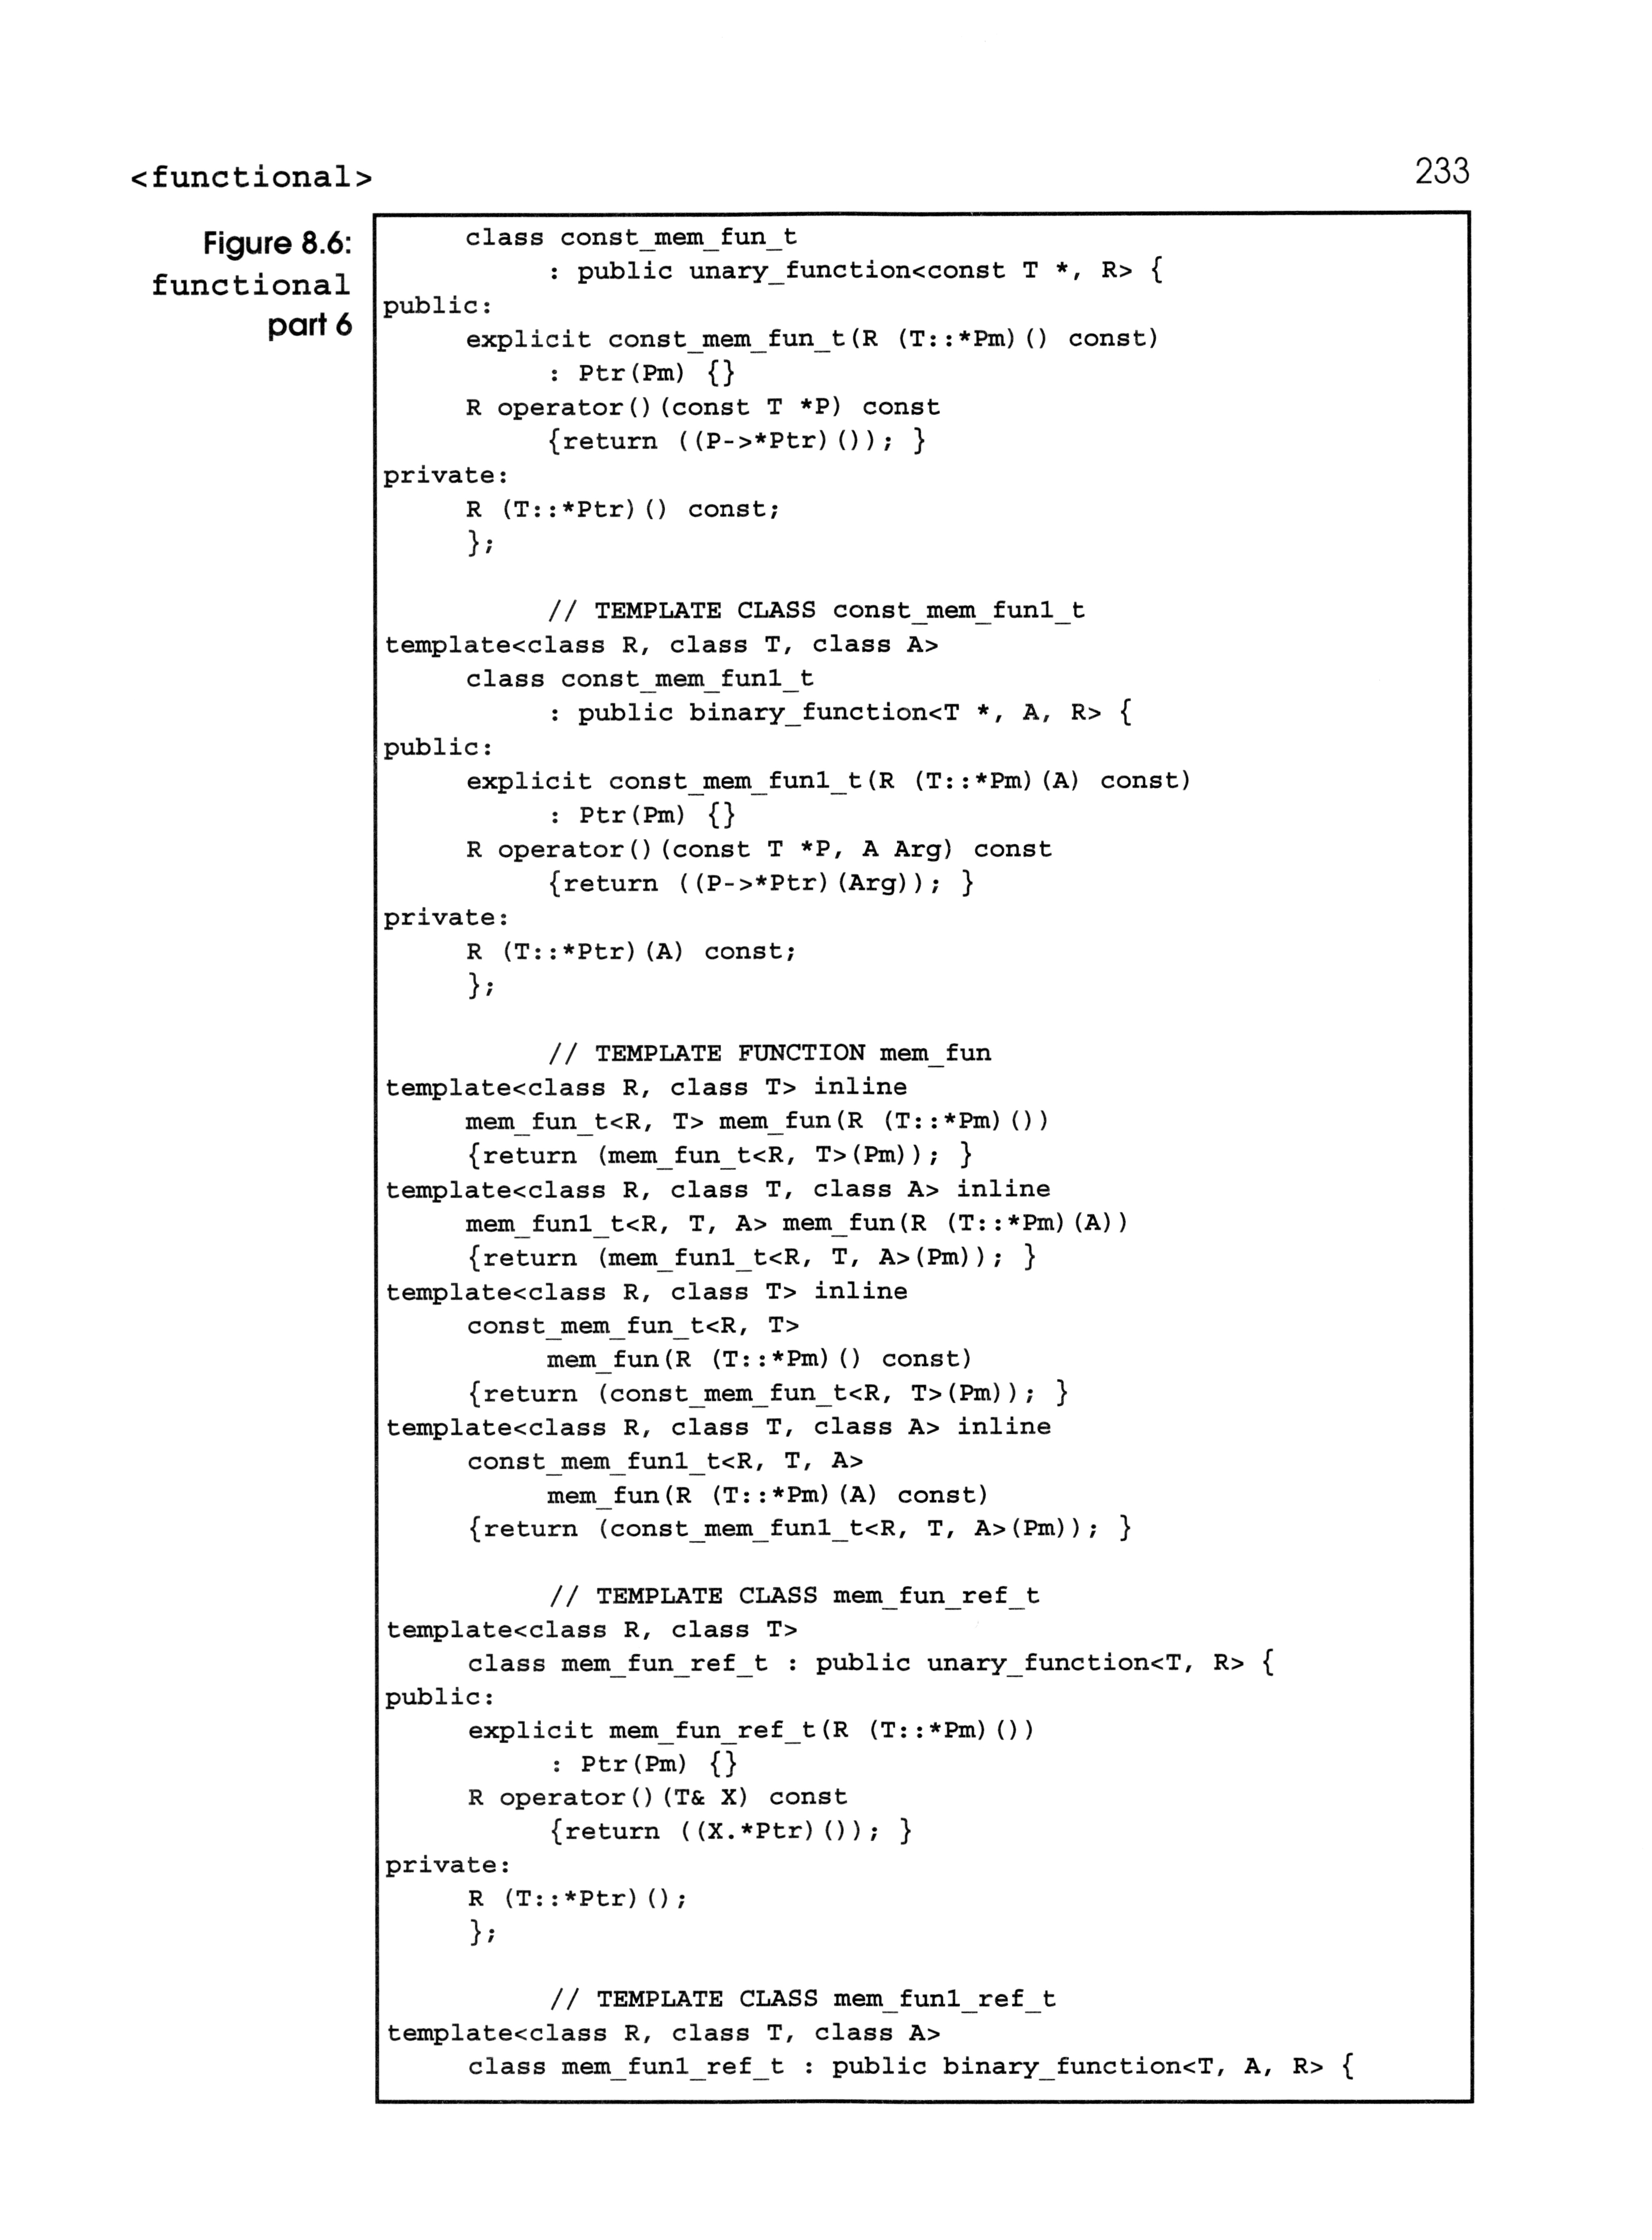 <functional>
233
Figure 8.6:
functional
part 6
class const_mem_fun_t
: public unary_function<const T *, R> {
public:
explicit const_mem_fun_t(R (T::*Pm)() const)
: Ptr(Pm) {}
R operator()(const T *P) const
{return ((P->*Ptr)()); }
private:
R (T::*Ptr)() const;
};
// TEMPLATE CLASS const_mem_fun1_t
template<class R, class T, class A>
class const_mem_fun1_t
: public binary_function<T *, A, R> {
public:
explicit const_mem_fun1_t(R (T::*Pm)(A) const)
: Ptr(Pm) {}
R operator()(const T *P, A Arg) const
{return ((P->*Ptr)(Arg)); }
private:
R (T::*Ptr)(A) const;
};
// TEMPLATE FUNCTION mem_fun
template<class R, class T> inline
mem_fun_t<R, T> mem_fun(R (T::*Pm)())
{return (mem_fun_t<R, T>(Pm)); }
template<class R, class T, class A> inline
mem_fun1_t<R, T, A> mem_fun(R (T::*Pm)(A))
{return (mem_fun1_t<R, T, A>(Pm)); }
template<class R, class T> inline
const_mem_fun_t<R, T>
mem_fun(R (T::*Pm)() const)
{return (const_mem_fun_t<R, T>(Pm)); }
template<class R, class T, class A> inline
const_mem_fun1_t<R, T, A>
mem_fun(R (T::*Pm)(A) const)
{return (const_mem_fun1_t<R, T, A>(Pm)); }
// TEMPLATE CLASS mem_fun_ref_t
template<class R, class T>
class mem_fun_ref_t : public unary_function<T, R> {
public:
explicit mem_fun_ref_t(R (T::*Pm)())
: Ptr(Pm) {}
R operator()(T& X) const
{return ((X.*Ptr)()); }
private:
R (T::*Ptr)();
};
// TEMPLATE CLASS mem_fun1_ref_t
template<class R, class T, class A>
class mem_fun1_ref_t : public binary_function<T, A, R> {